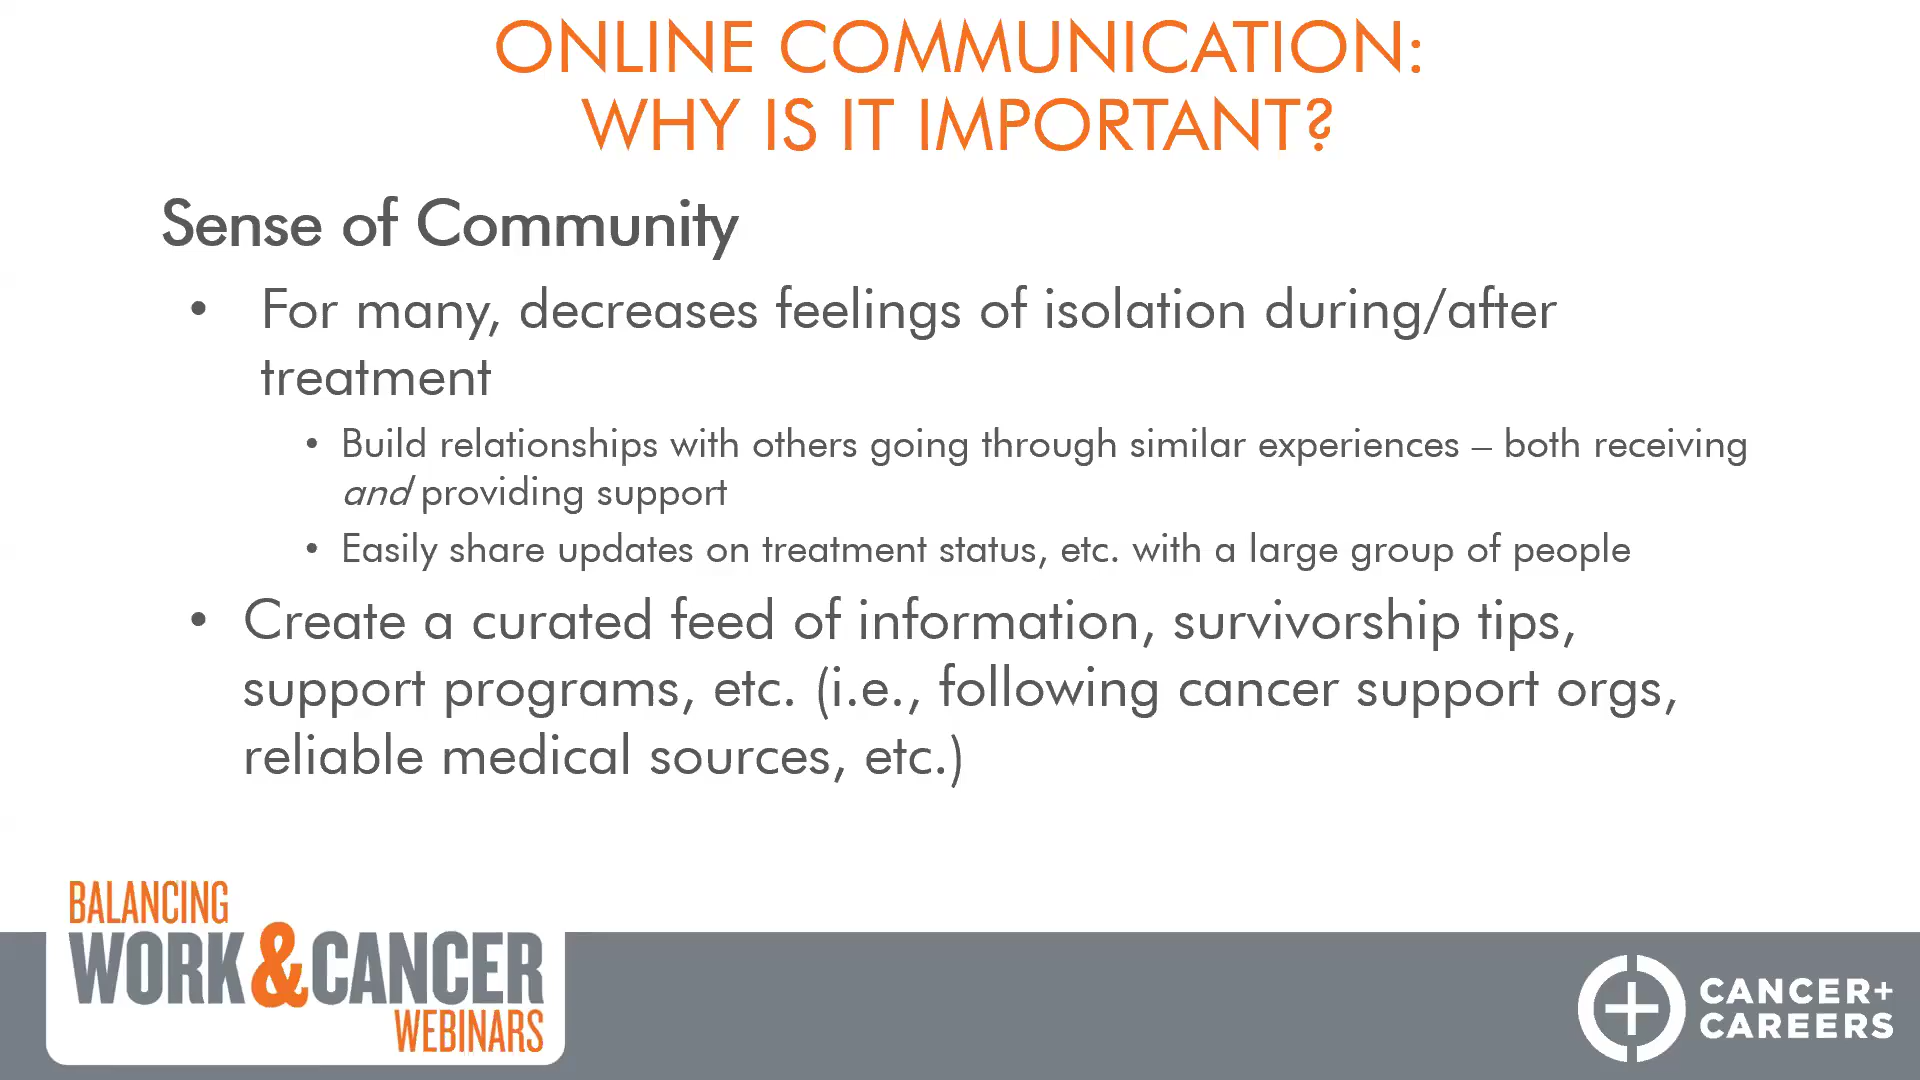 ONLINE COMMUNICATION:
WHY IS IT IMPORTANT?
Sense of Community
• For many, decreases feelings of isolation during/after
treatment
• Build relationships with others going through similar experiences – both receiving
and providing support
• Easily share updates on treatment status, etc. with a large group of people
• Create a curated feed of information, survivorship tips,
support programs, etc. (i.e., following cancer support orgs,
reliable medical sources, etc.)
BALANCING
WORK&CANCER
WEBINARS
CANCER+
CAREERS